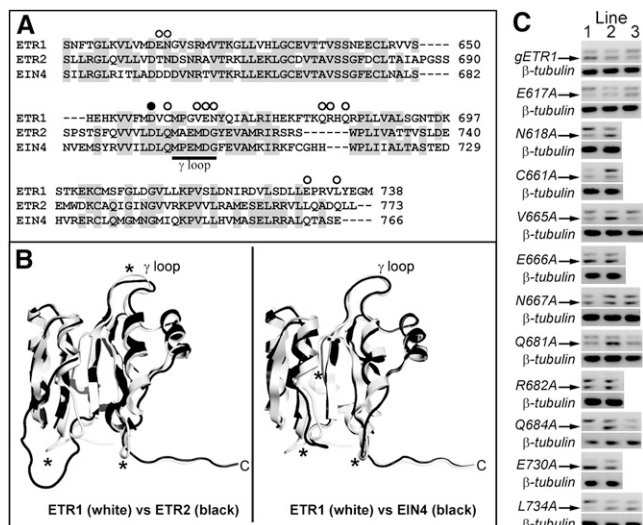 A
ETR1 SNFTGLKVLVMDENGVSRMVTKGLLVHLGCEVTTVSSNEECLRVVS---- 650
ETR2 SLLRGLQVLLVDTNDSNRAVTRKLLEKLGCDVTAVSSGFDCLTAIAPGSS 690
EIN4 SILRGLRITLADDDDVNRTVTKRLLEKLGCEVTAVSSGFECLNALS---- 682
ETR1 ---HEHKVVFMDVCMPGVENYQIALRIHEKFTKQRHQRPLLVALSGNTDK 697
ETR2 SPSTSFQVVVLDLQMAEMDGYEVAMRIRSRS-----WPLIVATTVSLDE 740
EIN4 NVEMSYRVVILDLQMPEMDGFEVAMRIRKFCGHH----WPLIIALTASTED 729
γ loop
ETR1 STKEKCMSFGLDGVLLKPVSLDNIRDVLSDLLEPRVLYEGM 738
ETR2 EMWDKCAQIGINGVVRKPVVLRAMESELRRVLLQADQLL-- 773
EIN4 HVRERCLQMGMNGMIQKPVLLHVMASELRRALQTASE---- 766
B
* γ loop
* * C
ETR1 (white) vs ETR2 (black)
γ loop
*
* * C
ETR1 (white) vs EIN4 (black)
C
Line
1 2 3
gETR1
β-tubulin
E617A
β-tubulin
N618A
β-tubulin
C661A
β-tubulin
V665A
β-tubulin
E666A
β-tubulin
N667A
β-tubulin
Q681A
β-tubulin
R682A
β-tubulin
Q684A
β-tubulin
E730A
β-tubulin
L734A
β-tubulin